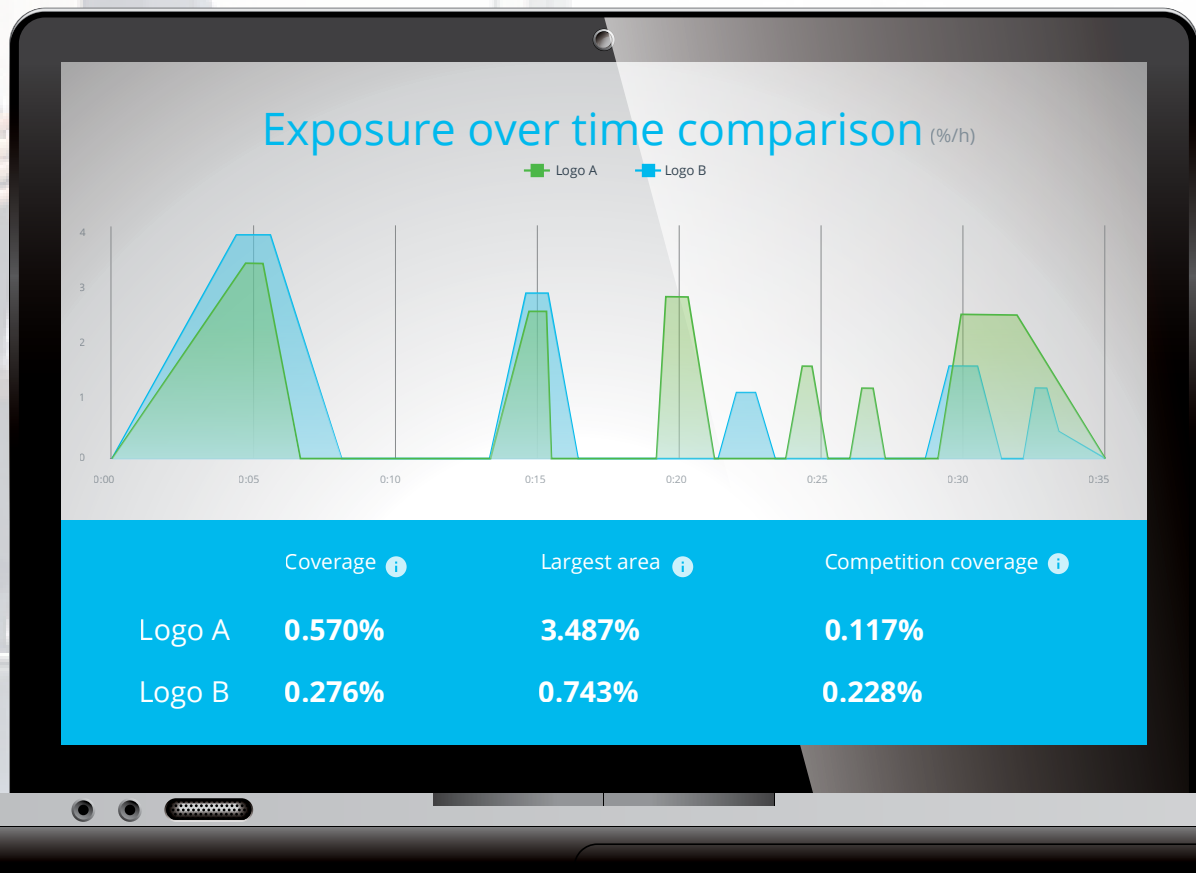 Exposure over time comparison (%/h)
Logo A Logo B
4
3
2
1
0
0:00 0:05 0:10 0:15 0:20 0:25 0:30 0:35
Coverage i Largest area i Competition coverage i
Logo A 0.570% 3.487% 0.117%
Logo B 0.276% 0.743% 0.228%